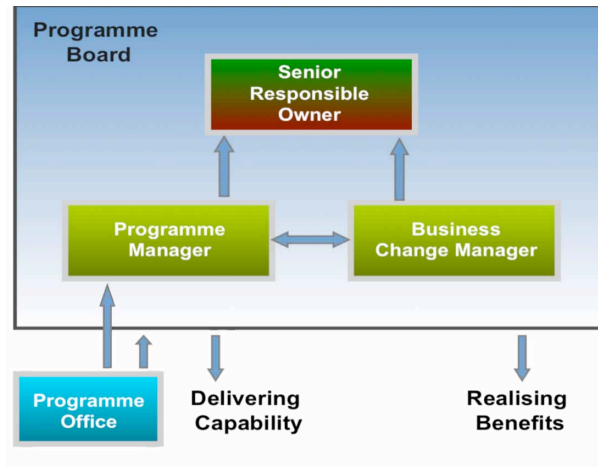 Programme
Board
Senior
Responsible
Owner
Programme
Manager
Business
Change Manager
Programme
Office
Delivering
Capability
Realising
Benefits